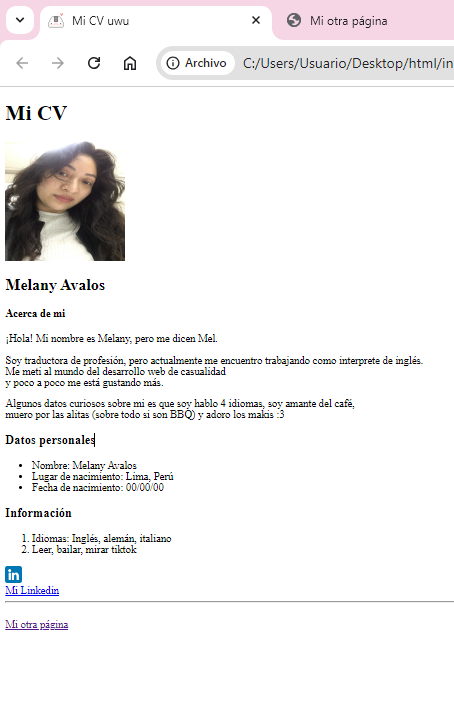 Mi CV uwu
Mi otra página
Archivo
C:/Users/Usuario/Desktop/html/in
Mi CV
Melany Avalos
Acerca de mi
¡Hola! Mi nombre es Melany, pero me dicen Mel.
Soy traductora de profesión, pero actualmente me encuentro trabajando como interprete de inglés.
Me meti al mundo del desarrollo web de casualidad
y poco a poco me está gustando más.
Algunos datos curiosos sobre mi es que soy hablo 4 idiomas, soy amante del café,
muero por las alitas (sobre todo si son BBQ) y adoro los makis :3
Datos personales
Nombre: Melany Avalos
Lugar de nacimiento: Lima, Perú
Fecha de nacimiento: 00/00/00
Información
1. Idiomas: Inglés, alemán, italiano
2. Leer, bailar, mirar tiktok
in
Mi Linkedin
Mi otra página